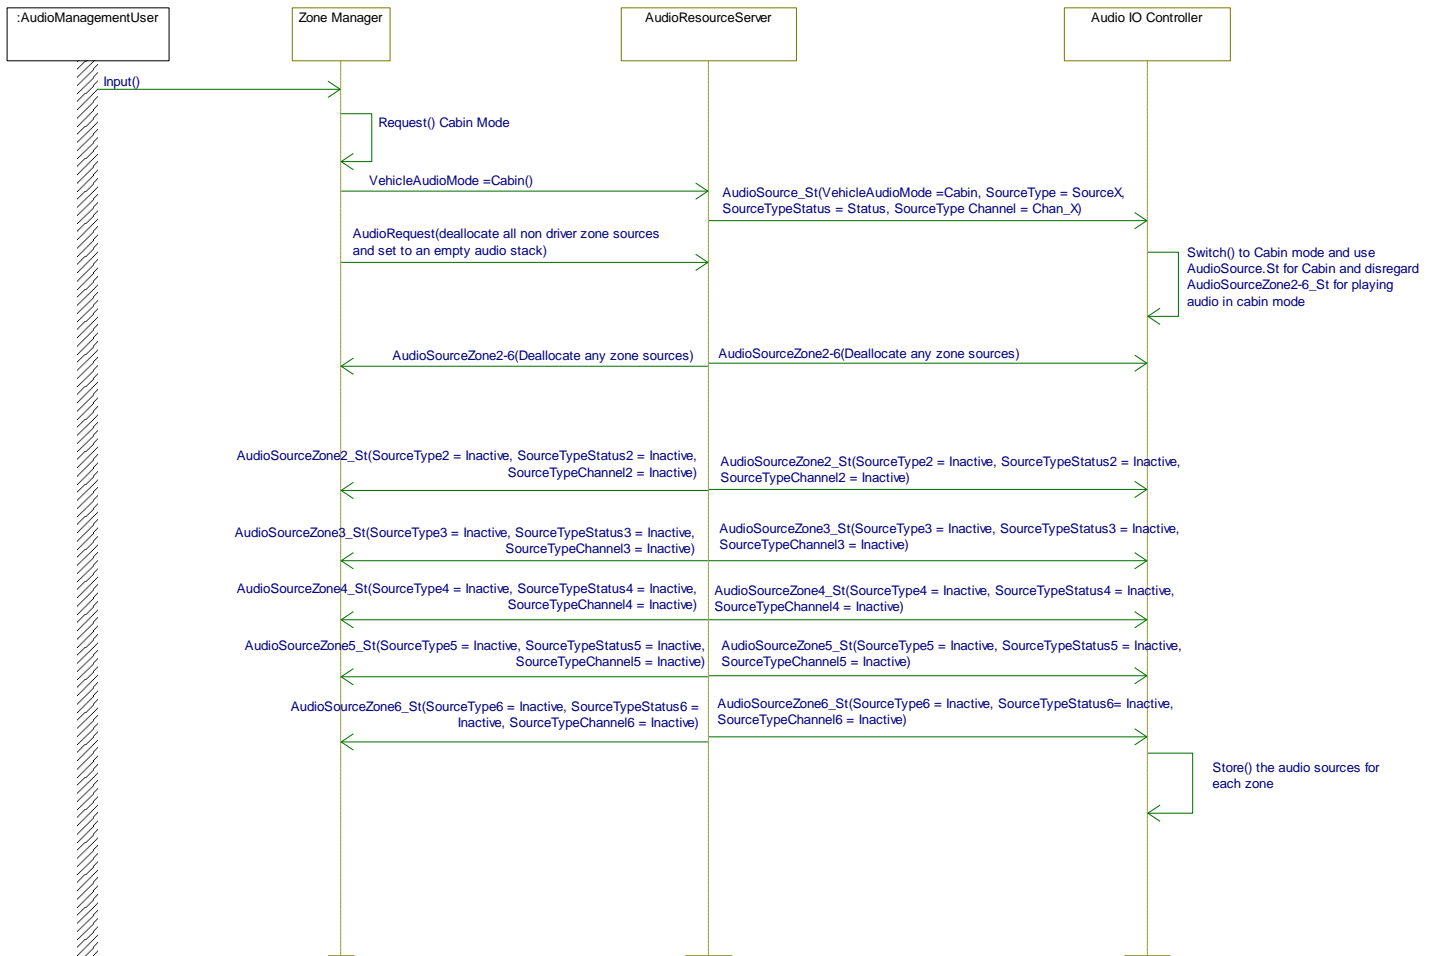 :AudioManagementUser
Zone Manager
AudioResourceServer
Audio IO Controller
Input()
Request() Cabin Mode
VehicleAudioMode =Cabin()
AudioSource_St(VehicleAudioMode =Cabin, SourceType = SourceX,
SourceTypeStatus = Status, SourceType Channel = Chan_X)
AudioRequest(deallocate all non driver zone sources
and set to an empty audio stack)
Switch() to Cabin mode and use
AudioSource.St for Cabin and disregard
AudioSourceZone2-6_St for playing
audio in cabin mode
AudioSourceZone2-6(Deallocate any zone sources)
AudioSourceZone2-6(Deallocate any zone sources)
AudioSourceZone2_St(SourceType2 = Inactive, SourceTypeStatus2 = Inactive,
SourceTypeChannel2 = Inactive)
AudioSourceZone2_St(SourceType2 = Inactive, SourceTypeStatus2 = Inactive,
SourceTypeChannel2 = Inactive)
AudioSourceZone3_St(SourceType3 = Inactive, SourceTypeStatus3 = Inactive,
SourceTypeChannel3 = Inactive)
AudioSourceZone3_St(SourceType3 = Inactive, SourceTypeStatus3 = Inactive,
SourceTypeChannel3 = Inactive)
AudioSourceZone4_St(SourceType4 = Inactive, SourceTypeStatus4 = Inactive,
SourceTypeChannel4 = Inactive)
AudioSourceZone4_St(SourceType4 = Inactive, SourceTypeStatus4 = Inactive,
SourceTypeChannel4 = Inactive)
AudioSourceZone5_St(SourceType5 = Inactive, SourceTypeStatus5 = Inactive,
SourceTypeChannel5 = Inactive)
AudioSourceZone5_St(SourceType5 = Inactive, SourceTypeStatus5 = Inactive,
SourceTypeChannel5 = Inactive)
AudioSourceZone6_St(SourceType6 = Inactive, SourceTypeStatus6 =
Inactive, SourceTypeChannel6 = Inactive)
AudioSourceZone6_St(SourceType6 = Inactive, SourceTypeStatus6= Inactive,
SourceTypeChannel6 = Inactive)
Store() the audio sources for
each zone